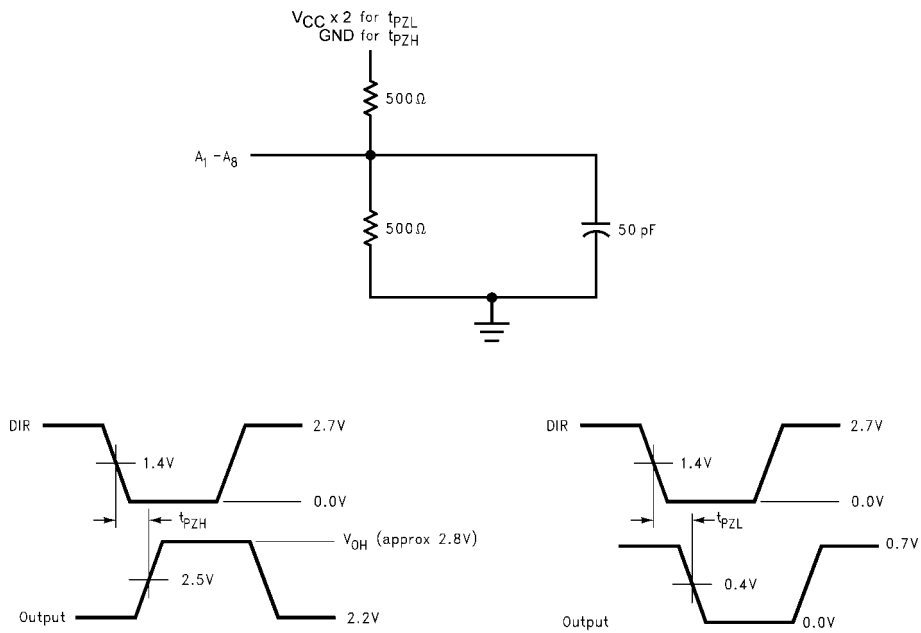 VCC x 2 for tPZL
GND for tPZH
500Ω
A1 – A8
500Ω
50 pF
DIR
2.7V
1.4V
0.0V
tPZH
VOH (approx 2.8V)
2.5V
Output
2.2V
DIR
2.7V
1.4V
0.0V
tPZL
0.7V
0.4V
Output
0.0V